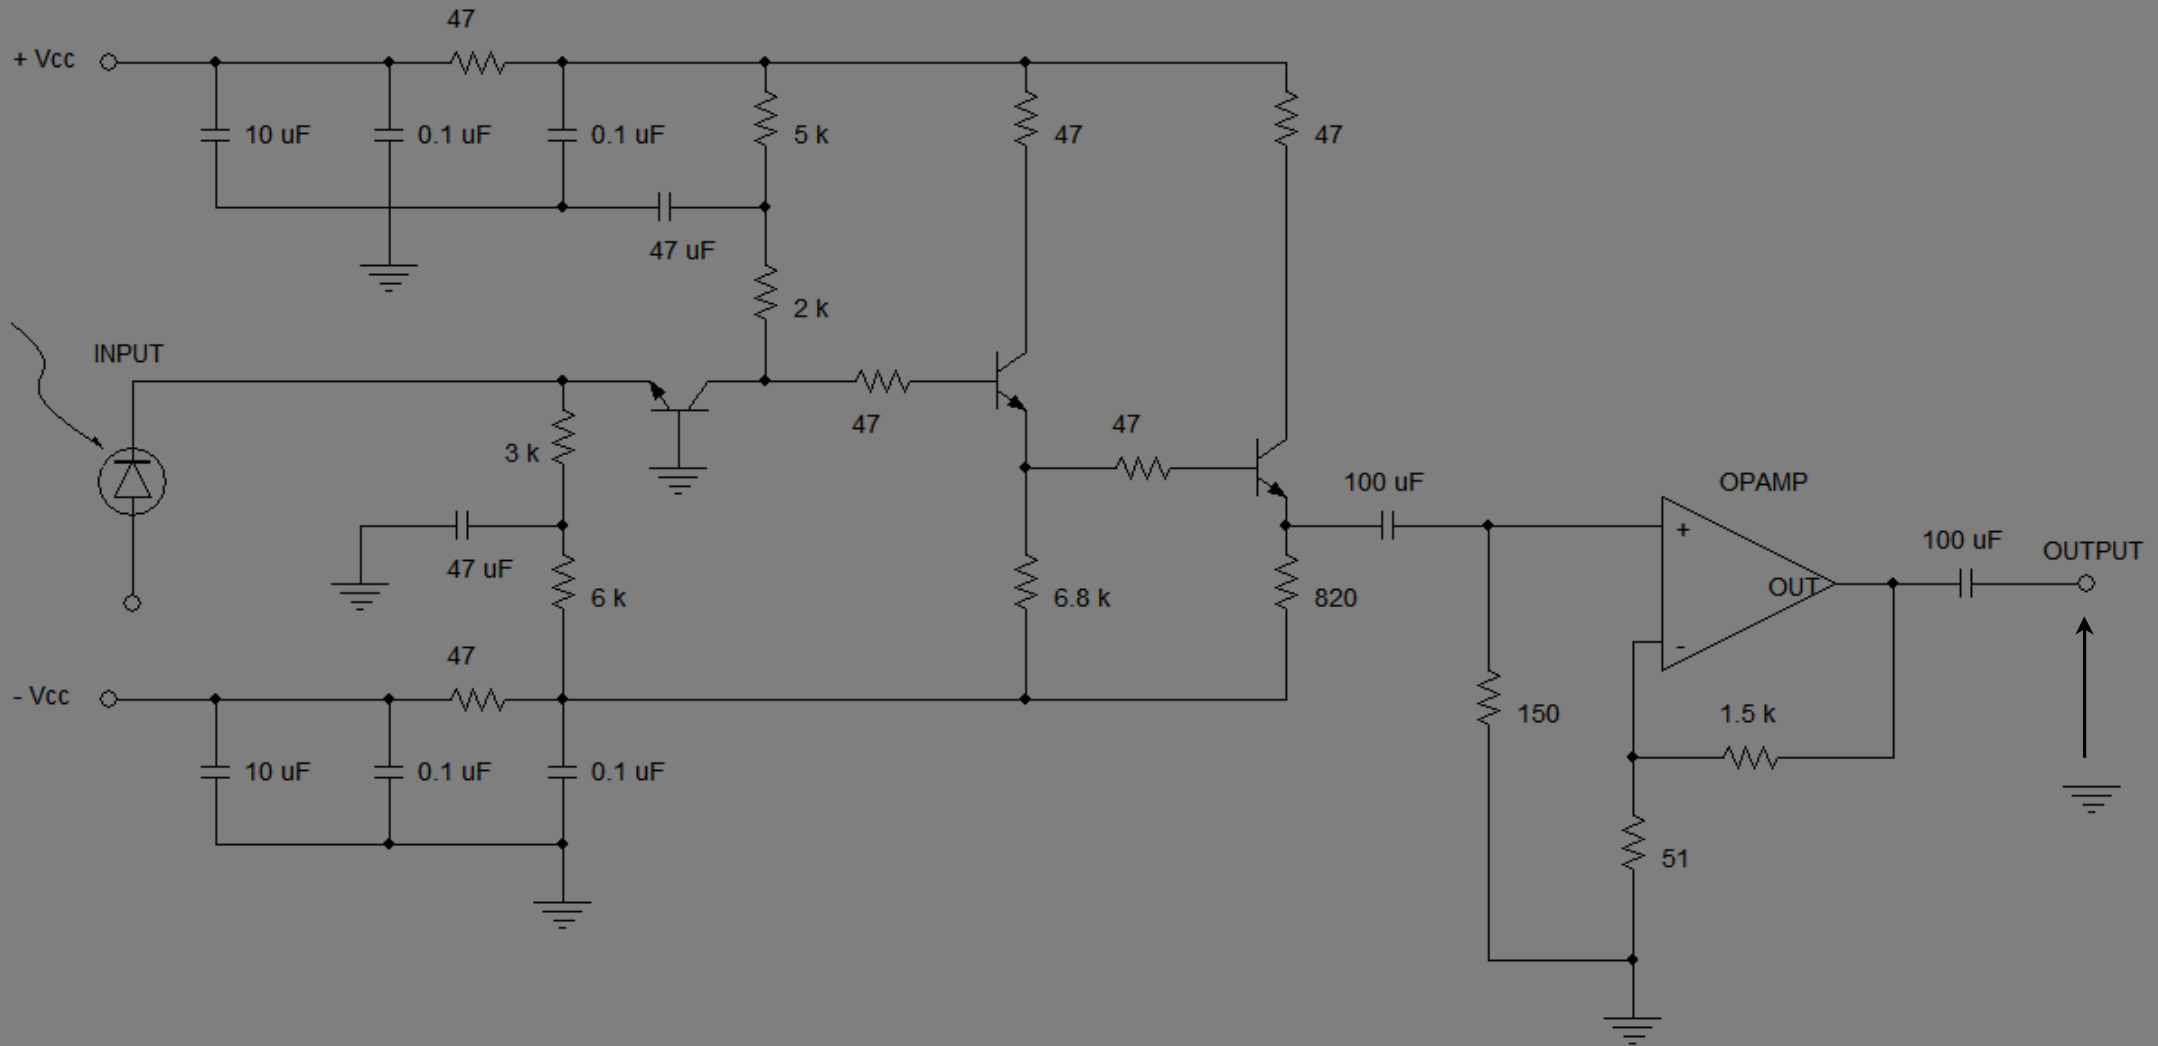 47
+ Vcc
10 uF
0.1 uF
0.1 uF
5 k
47
47
47 uF
2 k
INPUT
47
47
3 k
100 uF
OPAMP
+
100 uF
OUTPUT
47 uF
6 k
6.8 k
820
OUT
-
47
- Vcc
150
1.5 k
10 uF
0.1 uF
0.1 uF
51